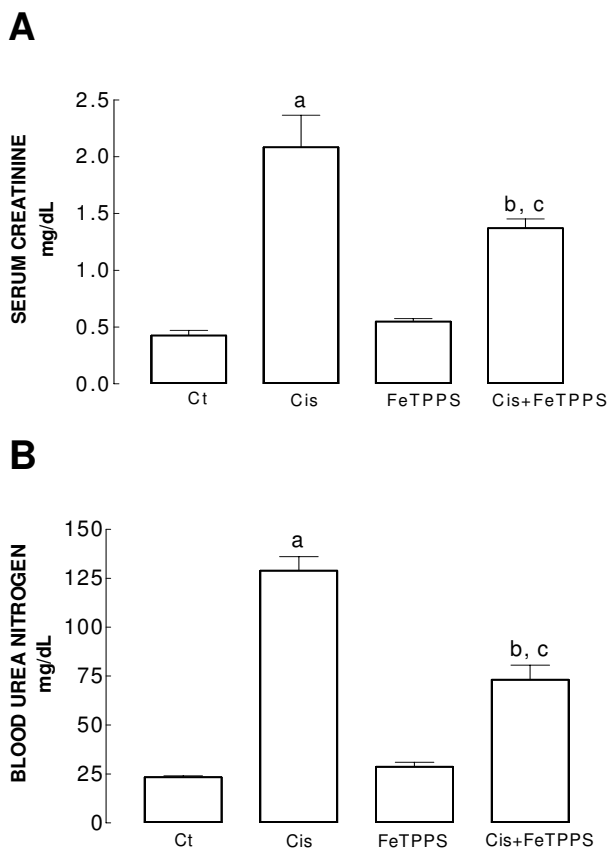 A
SERUM CREATININE
mg/dL
2.5
2.0
1.5
1.0
0.5
0.0
a
b, c
Ct
Cis
FeTPPS
Cis+FeTPPS
B
BLOOD UREA NITROGEN
mg/dL
150
125
100
75
50
25
0
a
b, c
Ct
Cis
FeTPPS
Cis+FeTPPS